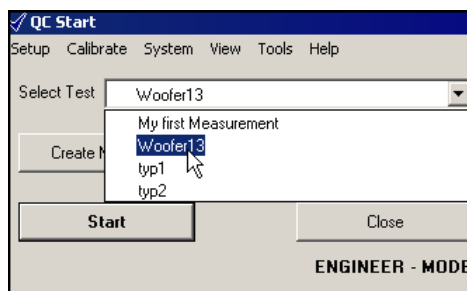 QC Start
Setup Calibrate System View Tools Help
Select Test Woofer13
My first Measurement
Woofer13
Create
typ1
typ2
Start Close
ENGINEER - MODE